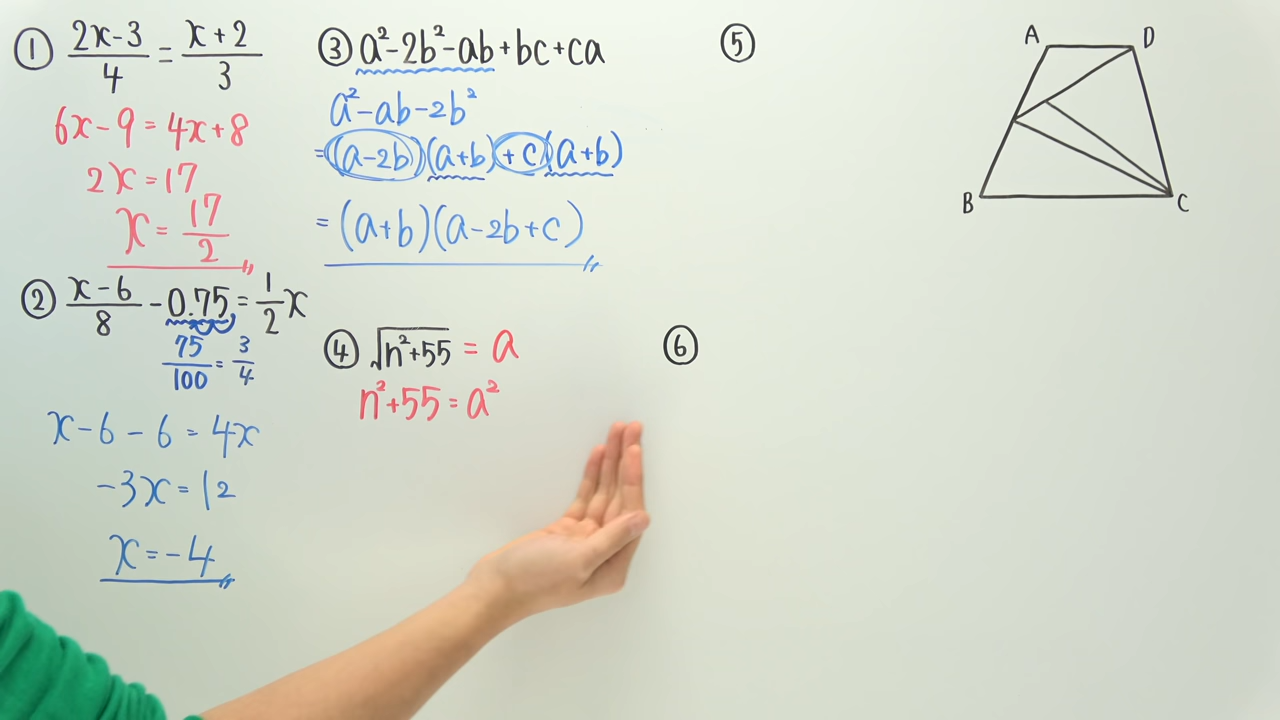 ① (2x-3)/4 = (x+2)/3
6x-9=4x+8
2x=17
x=17/2
② (x-6)/8 -0.75=1/2 x
75/100=3/4
x-6-6=4x
-3x=12
x=-4
③ a²-2b²-ab+bc+ca
a²-ab-2b²
=(a-2b)(a+b)+c(a+b)
=(a+b)(a-2b+c)
④ √(n²+55) = a
n²+55=a²
⑤
A D
B C
⑥